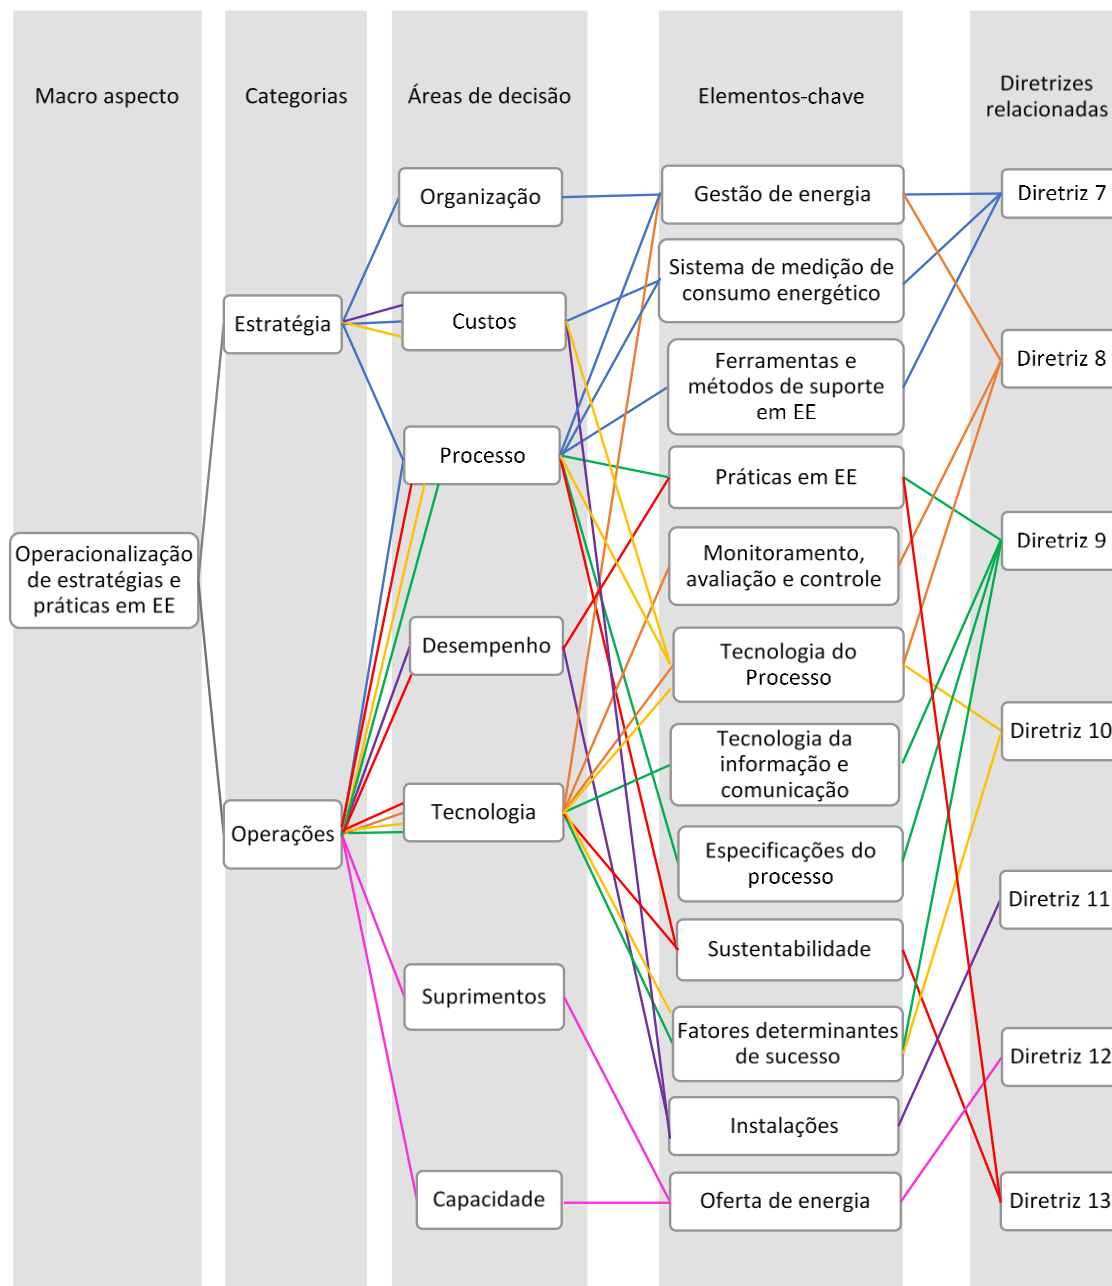 Macro aspecto
Categorias
Áreas de decisão
Elementos-chave
Diretrizes
relacionadas
Operacionalização
de estratégias e
práticas em EE
Estratégia
Operações
Organização
Custos
Processo
Desempenho
Tecnologia
Suprimentos
Capacidade
Gestão de energia
Sistema de medição de
consumo energético
Ferramentas e
métodos de suporte
em EE
Práticas em EE
Monitoramento,
avaliação e controle
Tecnologia do
Processo
Tecnologia da
informação e
comunicação
Especificações do
processo
Sustentabilidade
Fatores determinantes
de sucesso
Instalações
Oferta de energia
Diretriz 7
Diretriz 8
Diretriz 9
Diretriz 10
Diretriz 11
Diretriz 12
Diretriz 13